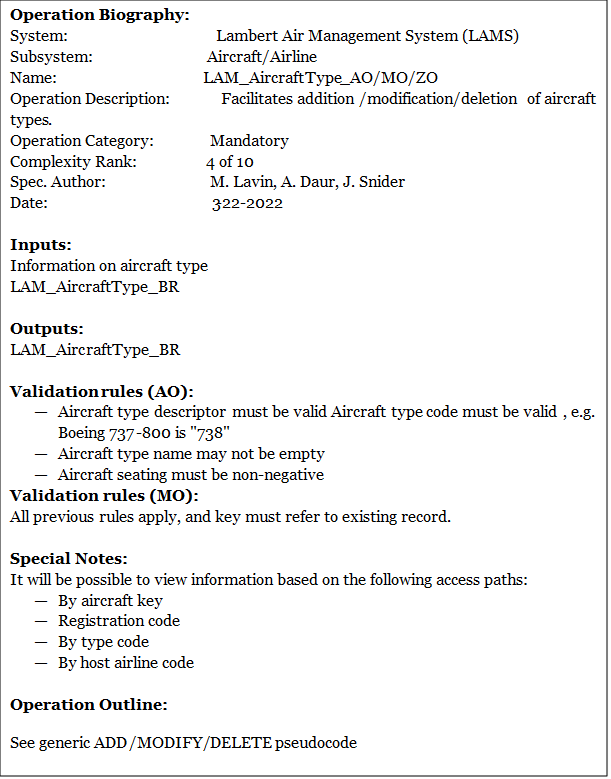 Operation Biography:
System: Lambert Air Management System (LAMS)
Subsystem: Aircraft/Airline
Name: LAM_AircraftType_AO/MO/ZO
Operation Description: Facilitates addition /modification/deletion of aircraft
types.
Operation Category: Mandatory
Complexity Rank: 4 of 10
Spec. Author: M. Lavin, A. Daur, J. Snider
Date: 322-2022
Inputs:
Information on aircraft type
LAM_AircraftType_BR
Outputs:
LAM_AircraftType_BR
Validation rules (AO):
— Aircraft type descriptor must be valid Aircraft type code must be valid , e.g.
Boeing 737-800 is "738"
— Aircraft type name may not be empty
— Aircraft seating must be non-negative
Validation rules (MO):
All previous rules apply, and key must refer to existing record.
Special Notes:
It will be possible to view information based on the following access paths:
— By aircraft key
— Registration code
— By type code
— By host airline code
Operation Outline:
See generic ADD/MODIFY/DELETE pseudocode